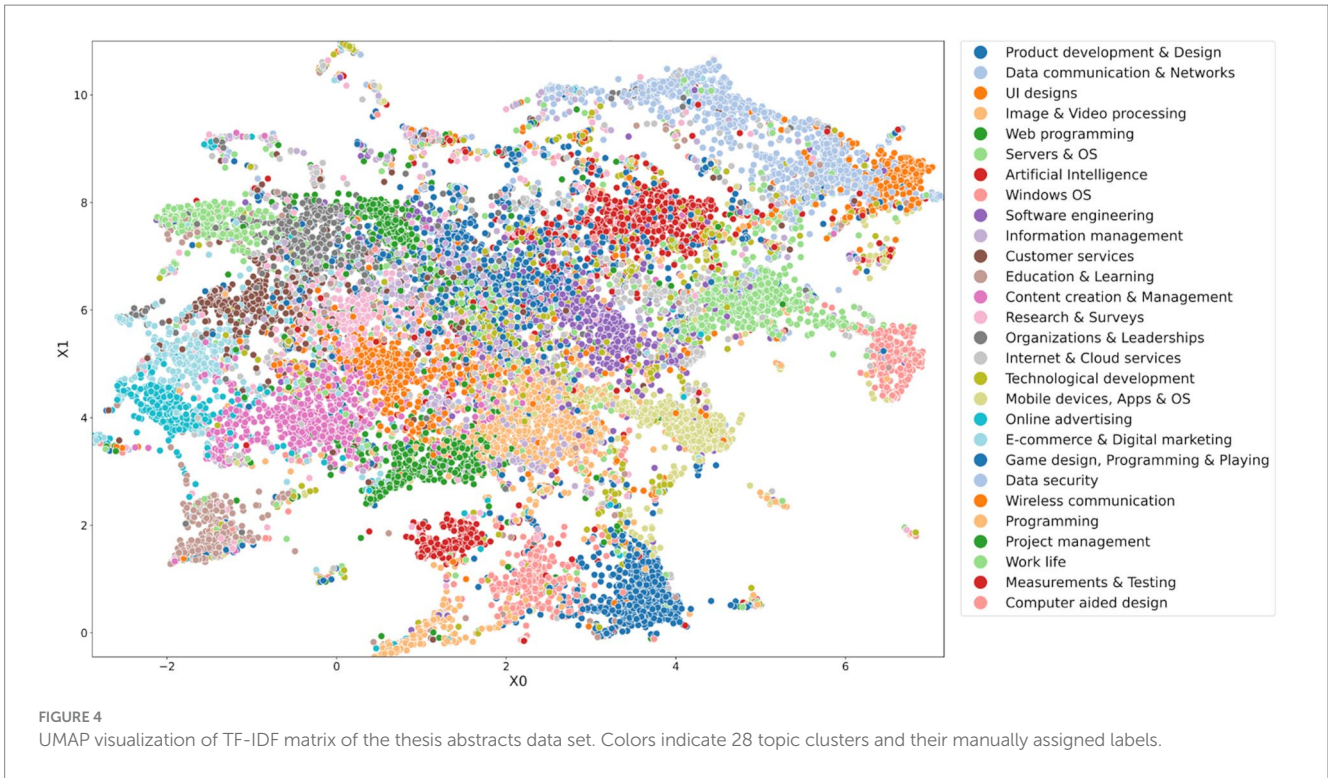 10
8
6
4
2
0
X1
−2
0
2
4
6
X0
Product development & Design
Data communication & Networks
UI designs
Image & Video processing
Web programming
Servers & OS
Artificial Intelligence
Windows OS
Software engineering
Information management
Customer services
Education & Learning
Content creation & Management
Research & Surveys
Organizations & Leaderships
Internet & Cloud services
Technological development
Mobile devices, Apps & OS
Online advertising
E-commerce & Digital marketing
Game design, Programming & Playing
Data security
Wireless communication
Programming
Project management
Work life
Measurements & Testing
Computer aided design
FIGURE 4
UMAP visualization of TF-IDF matrix of the thesis abstracts data set. Colors indicate 28 topic clusters and their manually assigned labels.